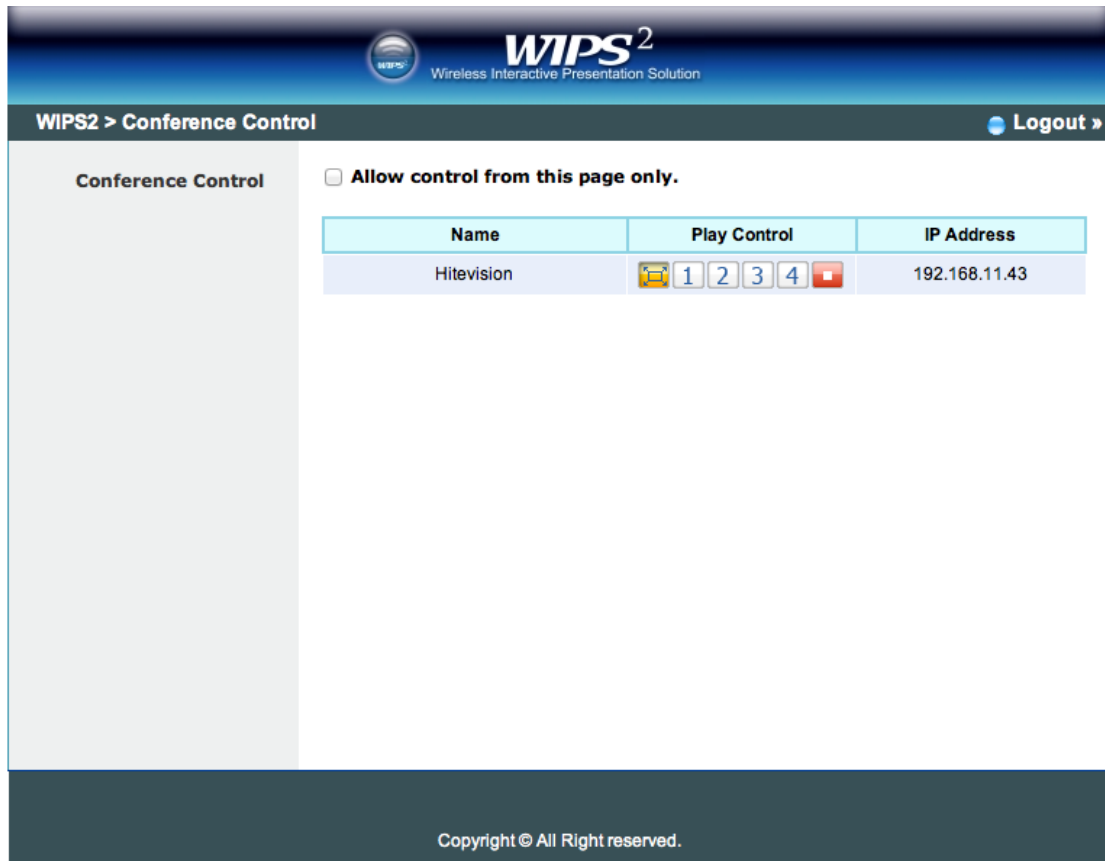 WIPS²
WIPS2
Wireless Interactive Presentation Solution
WIPS2 > Conference Control
Logout »
Conference Control
Allow control from this page only.
Name Play Control IP Address
Hitevision 1 2 3 4 192.168.11.43
Copyright © All Right reserved.